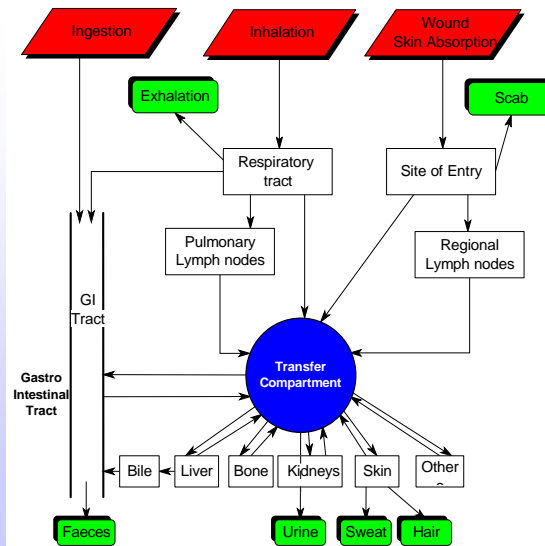 Ingestion
Inhalation
Wound
Skin Absorption
Exhalation
Scab
Respiratory
tract
Site of Entry
Pulmonary
Lymph nodes
Regional
Lymph nodes
GI
Tract
Gastro
Intestinal
Tract
Transfer
Compartment
Bile
Liver
Bone
Kidneys
Skin
Other
Faeces
Urine
Sweat
Hair